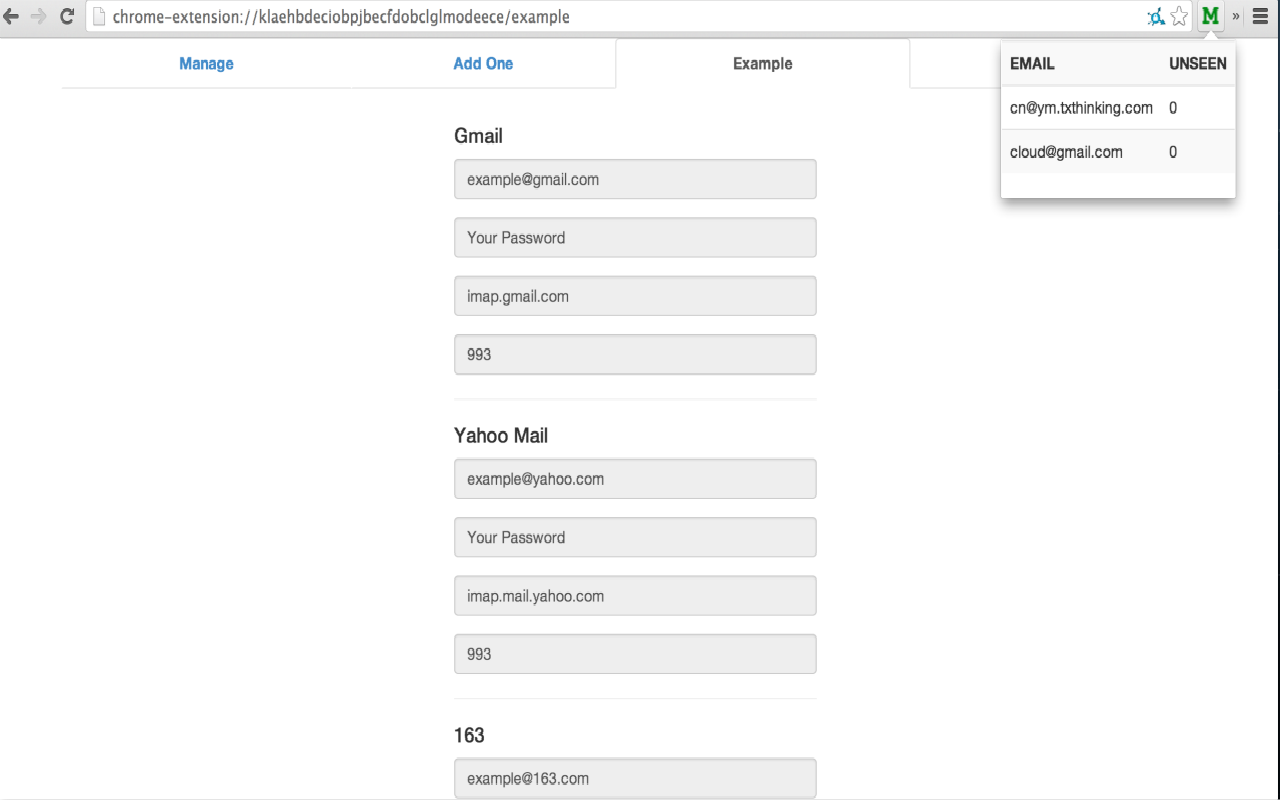 chrome-extension://klaehbdeciobpjbecfdobclglmodeece/example
M
»
Manage
Add One
Example
EMAIL UNSEEN
cn@ym.txthinking.com 0
cloud@gmail.com 0
Gmail
example@gmail.com
Your Password
imap.gmail.com
993
Yahoo Mail
example@yahoo.com
Your Password
imap.mail.yahoo.com
993
163
example@163.com